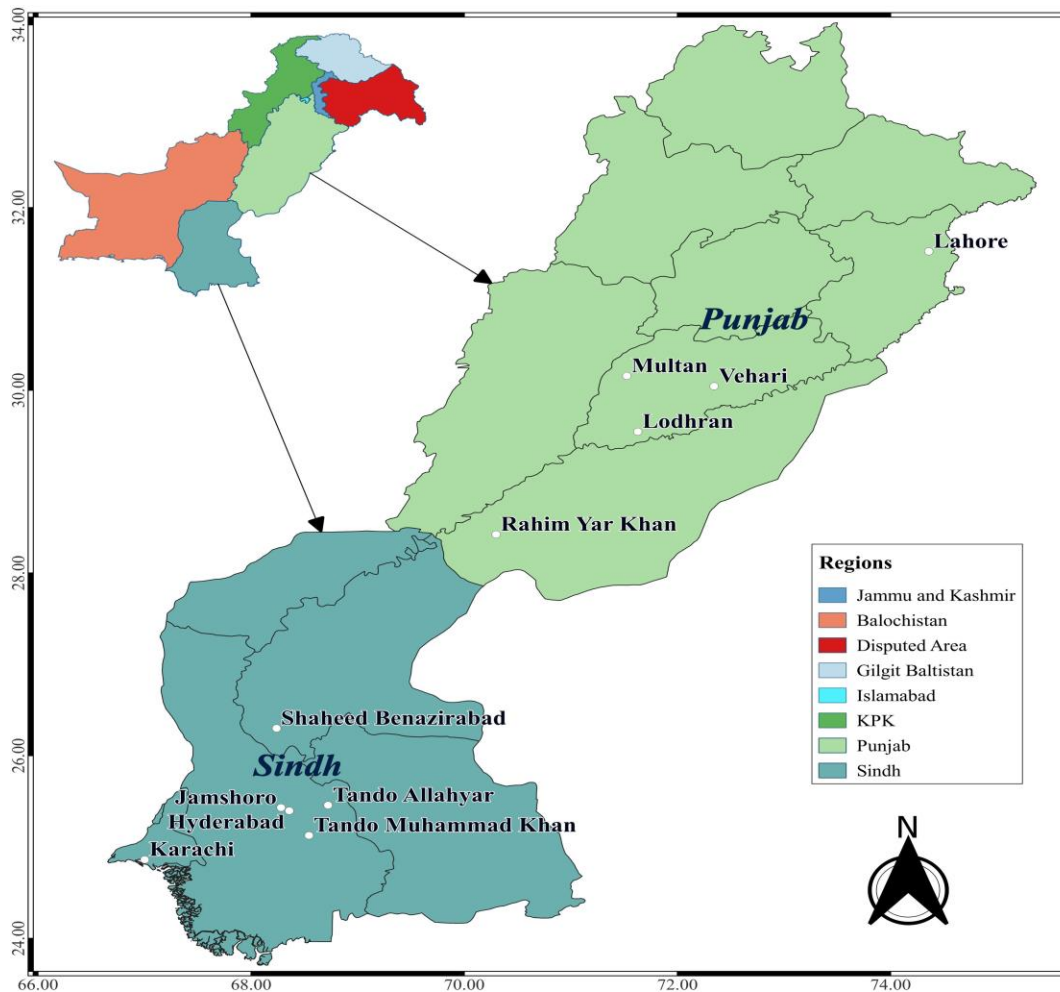 34.00
32.00
30.00
28.00
26.00
24.00
66.00
68.00
70.00
72.00
74.00
Lahore
Punjab
Multan
Vehari
Lodhran
Rahim Yar Khan
Shaheed Benazirabad
Sindh
Jamshoro
Tando Allahyar
Hyderabad
Tando Muhammad Khan
Karachi
Regions
Jammu and Kashmir
Balochistan
Disputed Area
Gilgit Baltistan
Islamabad
KPK
Punjab
Sindh
N